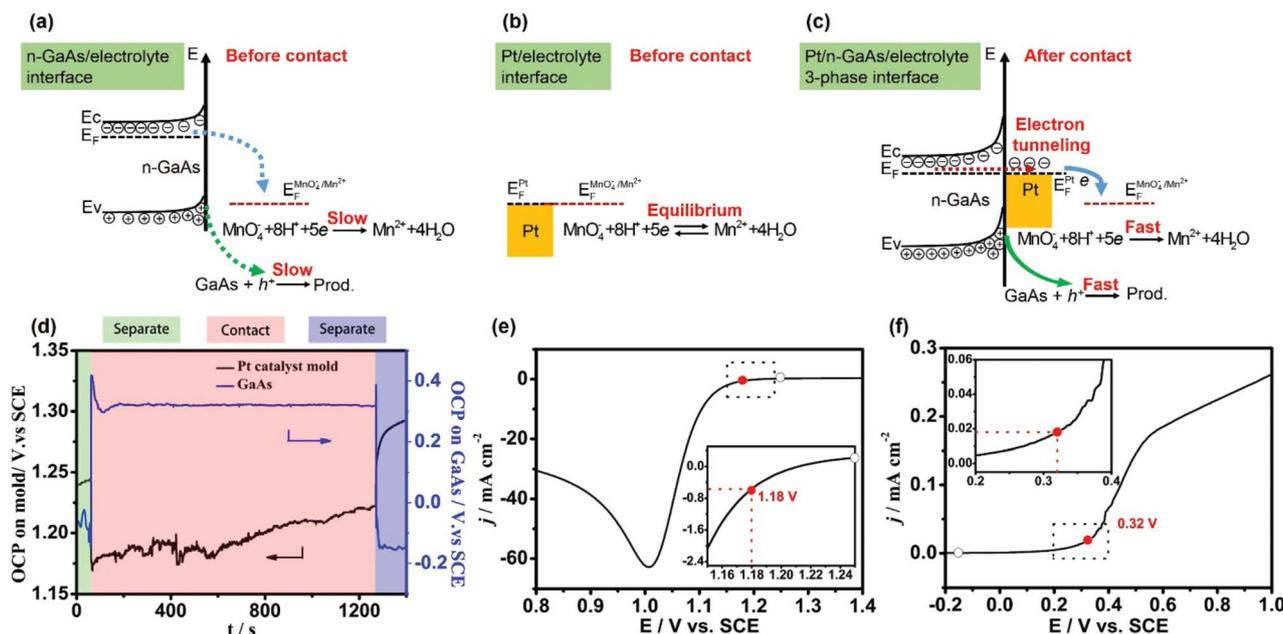 (a)
n-GaAs/electrolyte
interface
E
Before contact
Ec
E_F
n-GaAs
Ev
E_F^{MnO₄⁻/Mn²⁺}
Slow
MnO₄⁻+8H⁺+5e → Mn²⁺+4H₂O
Slow
GaAs + h⁺ → Prod.
(b)
Pt/electrolyte
interface
Before contact
E_F^{Pt}
E_F^{MnO₄⁻/Mn²⁺}
Pt
Equilibrium
MnO₄⁻+8H⁺+5e ⇌ Mn²⁺+4H₂O
(c)
Pt/n-GaAs/electrolyte
3-phase interface
E
After contact
Electron
tunneling
Ec
E_F
n-GaAs
Pt
E_F^{Pt}
e
E_F^{MnO₄⁻/Mn²⁺}
Fast
MnO₄⁻+8H⁺+5e → Mn²⁺+4H₂O
Ev
Fast
GaAs + h⁺ → Prod.
(d)
Separate
Contact
Separate
Pt catalyst mold
GaAs
OCP on mold/ V.vs SCE
1.35
1.30
1.25
1.20
1.15
OCP on GaAs / V.vs SCE
0.4
0.2
0.0
-0.2
0
400
800
1200
t / s
(e)
j / mA cm⁻²
0
-20
-40
-60
0.8
1.0
1.2
1.4
E / V vs. SCE
0.0
-0.8
-1.6
-2.4
1.16
1.18
1.20
1.22
1.24
1.18 V
(f)
j / mA cm⁻²
0.3
0.2
0.1
0.0
-0.2
0.0
0.2
0.4
0.6
0.8
1.0
E / V vs. SCE
0.06
0.04
0.02
0.00
0.2
0.3
0.4
0.32 V